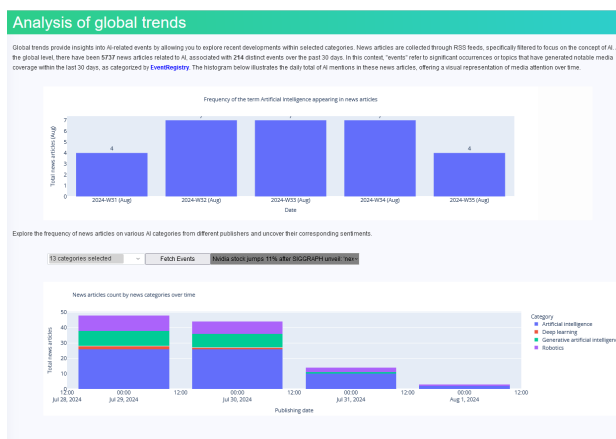 Analysis of global trends
Global trends provide insights into AI-related events by allowing you to explore recent developments within selected categories. News articles are collected through RSS feeds, specifically filtered to focus on the concept of AI.
the global level, there have been 5737 news articles related to AI, associated with 214 distinct events over the past 30 days. In this context, "events" refer to significant occurrences or topics that have generated notable media
coverage within the last 30 days, as categorized by EventRegistry. The histogram below illustrates the daily total of AI mentions in these news articles, offering a visual representation of media attention over time.
Frequency of the term Artificial Intelligence appearing in news articles
Total news articles (Aug)
7
6
5
4
3
2
1
0
4
4
2024-W31 (Aug)
2024-W32 (Aug)
2024-W33 (Aug)
2024-W34 (Aug)
2024-W35 (Aug)
Date
Explore the frequency of news articles on various AI categories from different publishers and uncover their corresponding sentiments.
13 categories selected
Fetch Events
Nvidia stock jumps 11% after SIGGRAPH unveil: 'ne
News articles count by news categories over time
Total news articles
50
40
30
20
10
0
12:00
Jul 28, 2024
00:00
Jul 29, 2024
12:00
00:00
Jul 30, 2024
12:00
00:00
Jul 31, 2024
12:00
00:00
Aug 1, 2024
12:00
Publishing date
Category
Artificial intelligence
Deep learning
Generative artificial intelligenc
Robotics